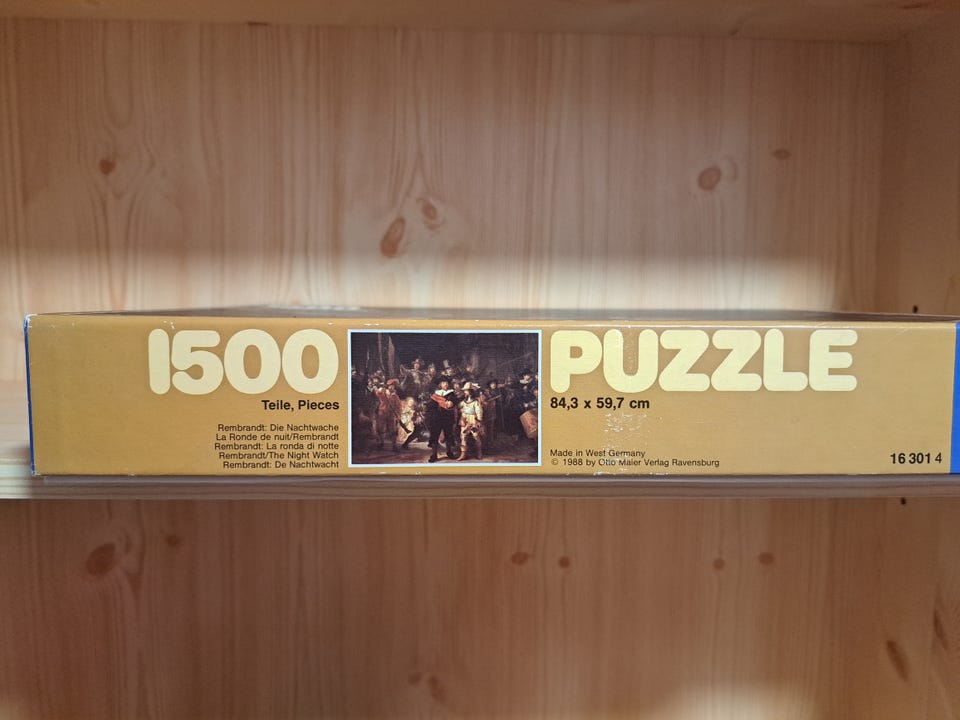 1500
Teile, Pieces
Rembrandt: Die Nachtwache
La Ronde de nuit/Rembrandt
Rembrandt: La ronda di notte
Rembrandt/The Night Watch
Rembrandt: De Nachtwacht
PUZZLE
84,3 x 59,7 cm
Made in West Germany
© 1988 by Otto Maier Verlag Ravensburg
16 301 4